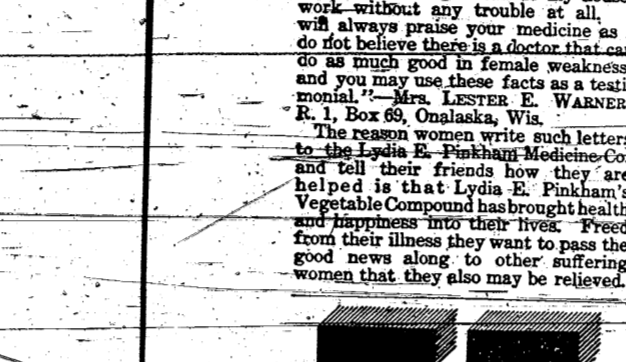 work without any trouble at all.
will always praise your medicine as
do not believe there is a doctor that can
do as much good in female weakness
and you may use these facts as a testi
monial."—Mrs. LESTER E. WARNER
R. 1, Box 69, Onalaska, Wis.
The reason women write such letters
to the Lydia E. Pinkham Medicine Co.
and tell their friends how they are
helped is that Lydia E. Pinkham's
Vegetable Compound has brought health
and happiness into their lives. Freed
from their illness they want to pass the
good news along to other suffering
women that they also may be relieved.